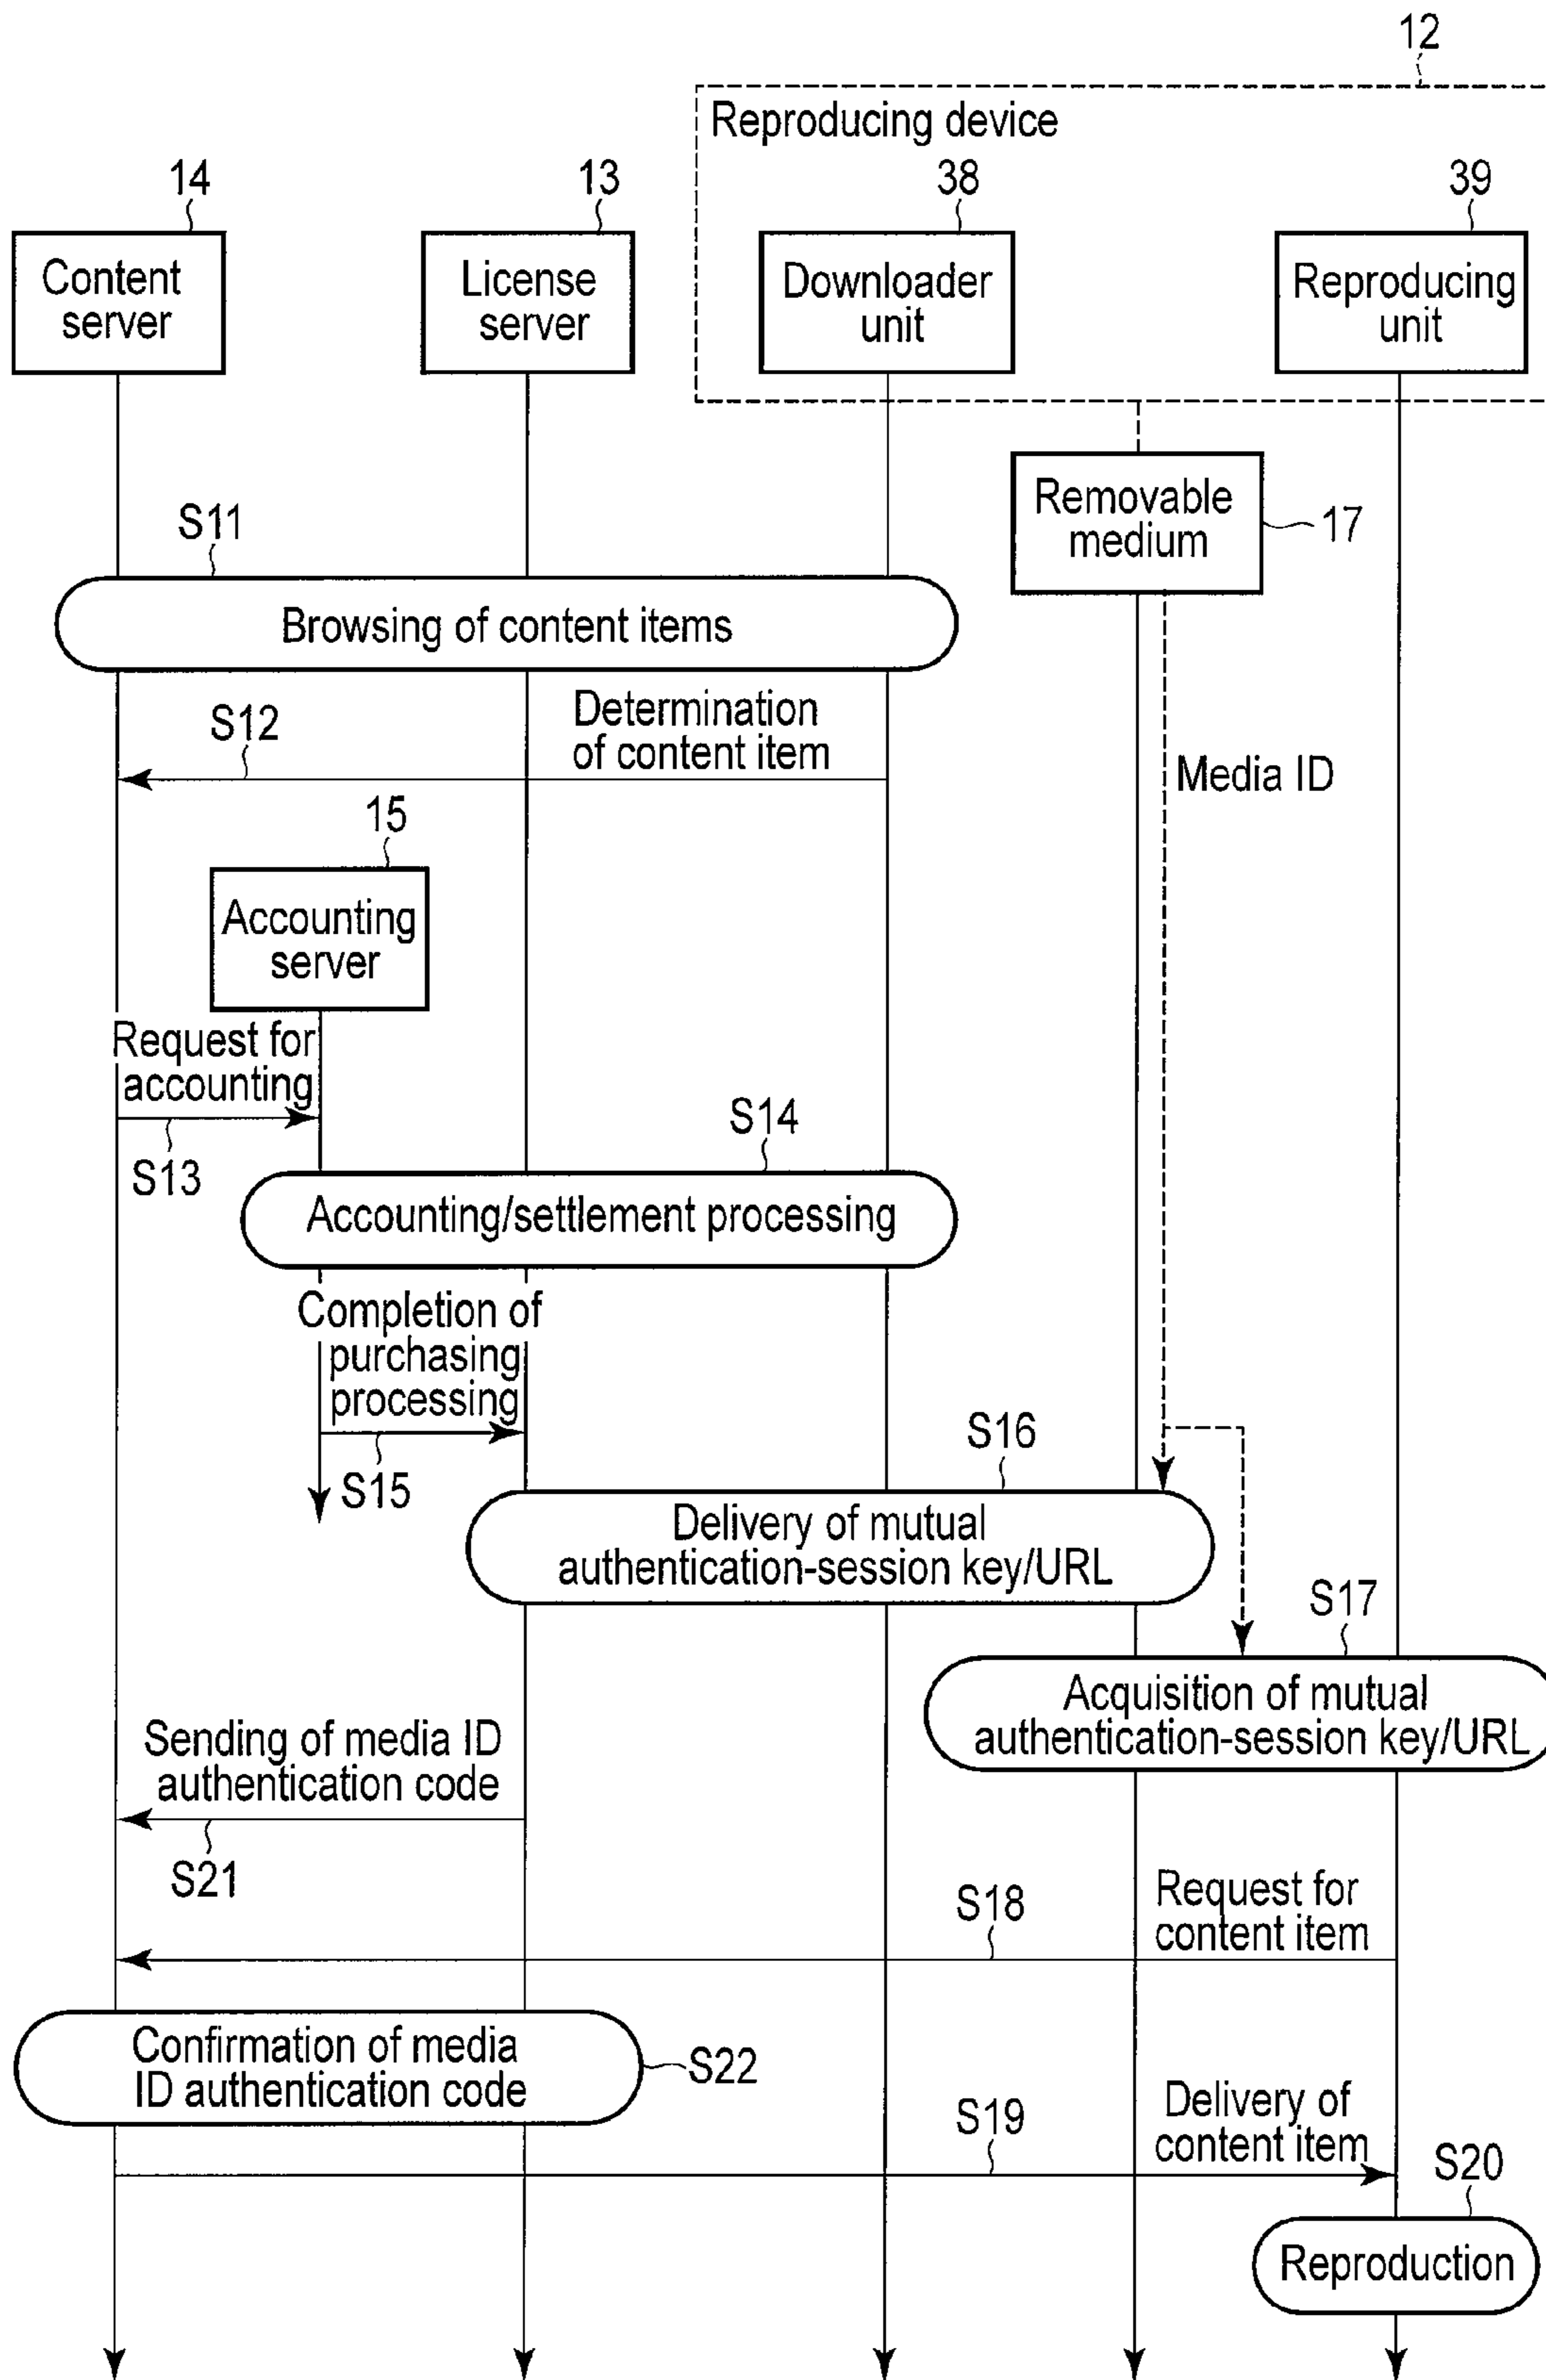 12
Reproducing device
14
13
38
39
Content
server
License
server
Downloader
unit
Reproducing
unit
Removable
medium
17
S11
Browsing of content items
S12
Determination
of content item
Media ID
15
Accounting
server
Request for
accounting
S13
S14
Accounting/settlement processing
Completion of
purchasing
processing
S15
S16
Delivery of mutual
authentication-session key/URL
S17
Acquisition of mutual
authentication-session key/URL
Sending of media ID
authentication code
S21
S18
Request for
content item
Confirmation of media
ID authentication code
S22
S19
Delivery of
content item
S20
Reproduction